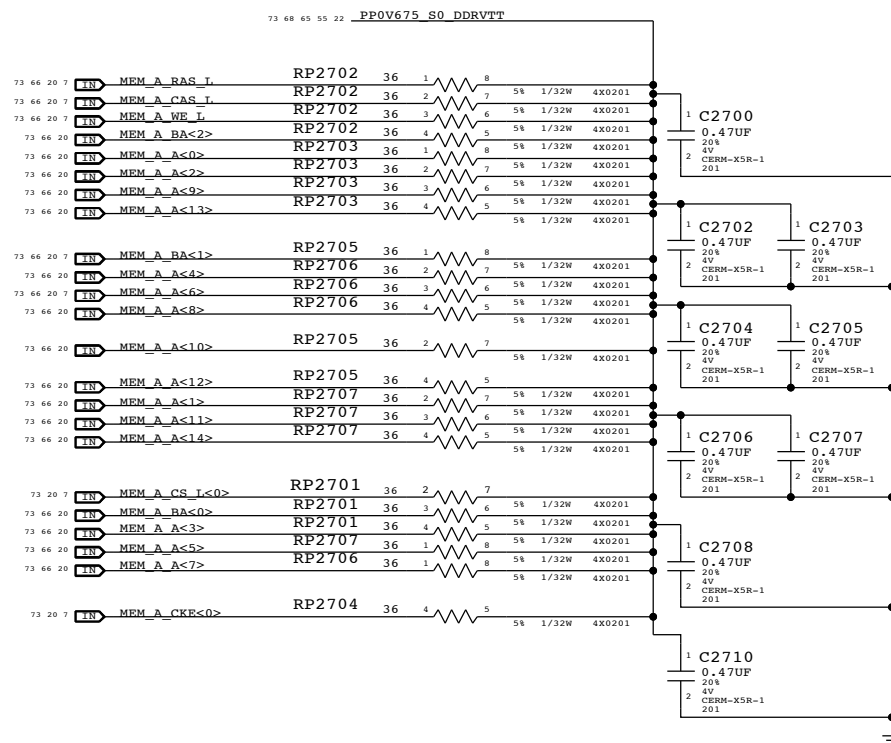 73 68 65 55 22 PP0V675_S0_DDRVTT
73 66 20 7 IN MEM_A_RAS_L RP2702 36 1 8 5% 1/32W 4X0201
73 66 20 7 IN MEM_A_CAS_L RP2702 36 2 7 5% 1/32W 4X0201
73 66 20 7 IN MEM_A_WE_L RP2702 36 3 6 5% 1/32W 4X0201
73 66 20 IN MEM_A_BA<2> RP2702 36 4 5 5% 1/32W 4X0201
73 66 20 IN MEM_A_A<0> RP2703 36 1 8 5% 1/32W 4X0201
73 66 20 IN MEM_A_A<2> RP2703 36 2 7 5% 1/32W 4X0201
73 66 20 IN MEM_A_A<9> RP2703 36 3 6 5% 1/32W 4X0201
73 66 20 IN MEM_A_A<13> RP2703 36 4 5 5% 1/32W 4X0201
73 66 20 7 IN MEM_A_BA<1> RP2705 36 1 8 5% 1/32W 4X0201
73 66 20 IN MEM_A_A<4> RP2706 36 2 7 5% 1/32W 4X0201
73 66 20 7 IN MEM_A_A<6> RP2706 36 3 6 5% 1/32W 4X0201
73 66 20 IN MEM_A_A<8> RP2706 36 4 5 5% 1/32W 4X0201
73 66 20 IN MEM_A_A<10> RP2705 36 2 7 5% 1/32W 4X0201
73 66 20 IN MEM_A_A<12> RP2705 36 4 5 5% 1/32W 4X0201
73 66 20 IN MEM_A_A<1> RP2707 36 2 7 5% 1/32W 4X0201
73 66 20 IN MEM_A_A<11> RP2707 36 3 6 5% 1/32W 4X0201
73 66 20 IN MEM_A_A<14> RP2707 36 4 5 5% 1/32W 4X0201
73 20 7 IN MEM_A_CS_L<0> RP2701 36 2 7 5% 1/32W 4X0201
73 66 20 IN MEM_A_BA<0> RP2701 36 3 6 5% 1/32W 4X0201
73 66 20 IN MEM_A_A<3> RP2701 36 4 5 5% 1/32W 4X0201
73 66 20 IN MEM_A_A<5> RP2707 36 1 8 5% 1/32W 4X0201
73 66 20 IN MEM_A_A<7> RP2706 36 1 8 5% 1/32W 4X0201
73 20 7 IN MEM_A_CKE<0> RP2704 36 4 5 5% 1/32W 4X0201
1 C2700
0.47UF
20%
4V
2 CERM-X5R-1
201
1 C2702 1 C2703
0.47UF 0.47UF
20% 20%
4V 4V
2 CERM-X5R-1 2 CERM-X5R-1
201 201
1 C2704 1 C2705
0.47UF 0.47UF
20% 20%
4V 4V
2 CERM-X5R-1 2 CERM-X5R-1
201 201
1 C2706 1 C2707
0.47UF 0.47UF
20% 20%
4V 4V
2 CERM-X5R-1 2 CERM-X5R-1
201 201
1 C2708
0.47UF
20%
4V
2 CERM-X5R-1
201
1 C2710
0.47UF
20%
4V
2 CERM-X5R-1
201